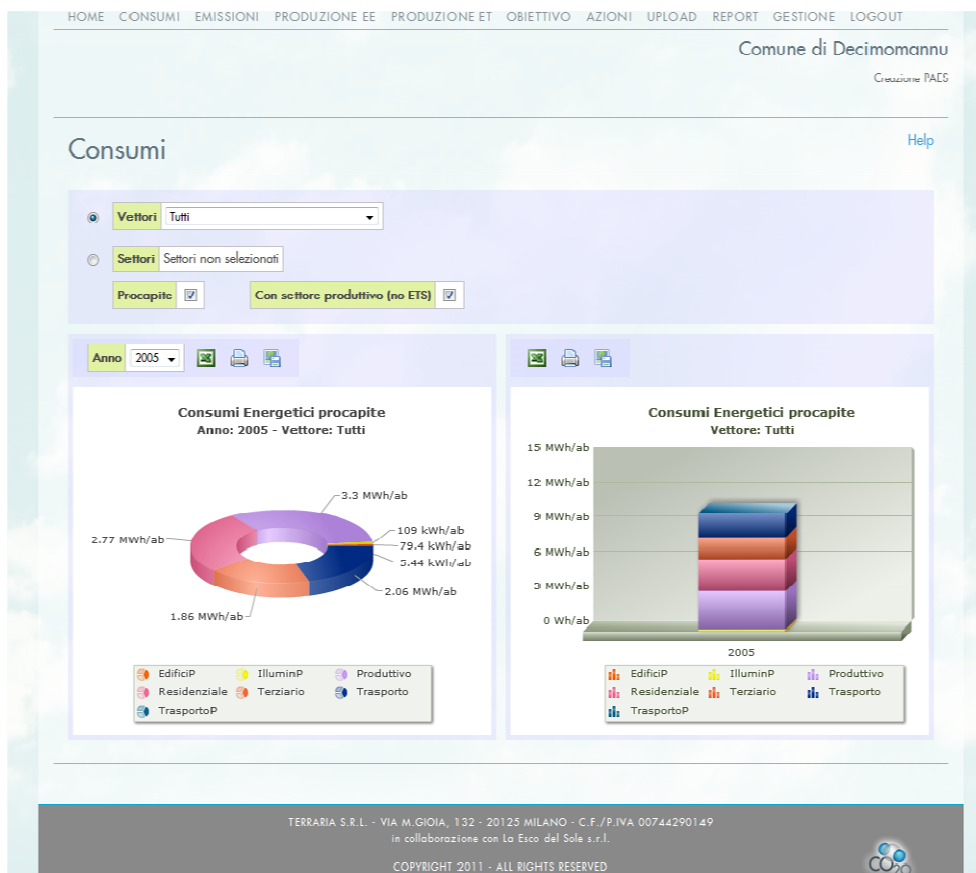 HOME CONSUMI EMISSIONI PRODUZIONE EE PRODUZIONE ET OBIETTIVO AZIONI UPLOAD REPORT GESTIONE LOGOUT
Comune di Decimomannu
Creazione PAES
Consumi
Help
Vettori Tutti
Settori Settori non selezionati
Procapite Con settore produttivo (no ETS)
Anno 2005
Consumi Energetici procapite
Anno: 2005 - Vettore: Tutti
3.3 MWh/ab
109 kWh/ab
79.4 kWh/ab
5.44 kWh/ab
2.06 MWh/ab
1.86 MWh/ab
2.77 MWh/ab
EdificiP IlluminP Produttivo
Residenziale Terziario Trasporto
TrasportoP
Consumi Energetici procapite
Vettore: Tutti
15 MWh/ab
12 MWh/ab
9 MWh/ab
6 MWh/ab
3 MWh/ab
0 Wh/ab
2005
EdificiP IlluminP Produttivo
Residenziale Terziario Trasporto
TrasportoP
TERRARIA S.R.L. - VIA M.GIOIA, 132 - 20125 MILANO - C.F./P.IVA 00744290149
in collaborazione con La Esco del Sole s.r.l.
COPYRIGHT 2011 - ALL RIGHTS RESERVED
CO20